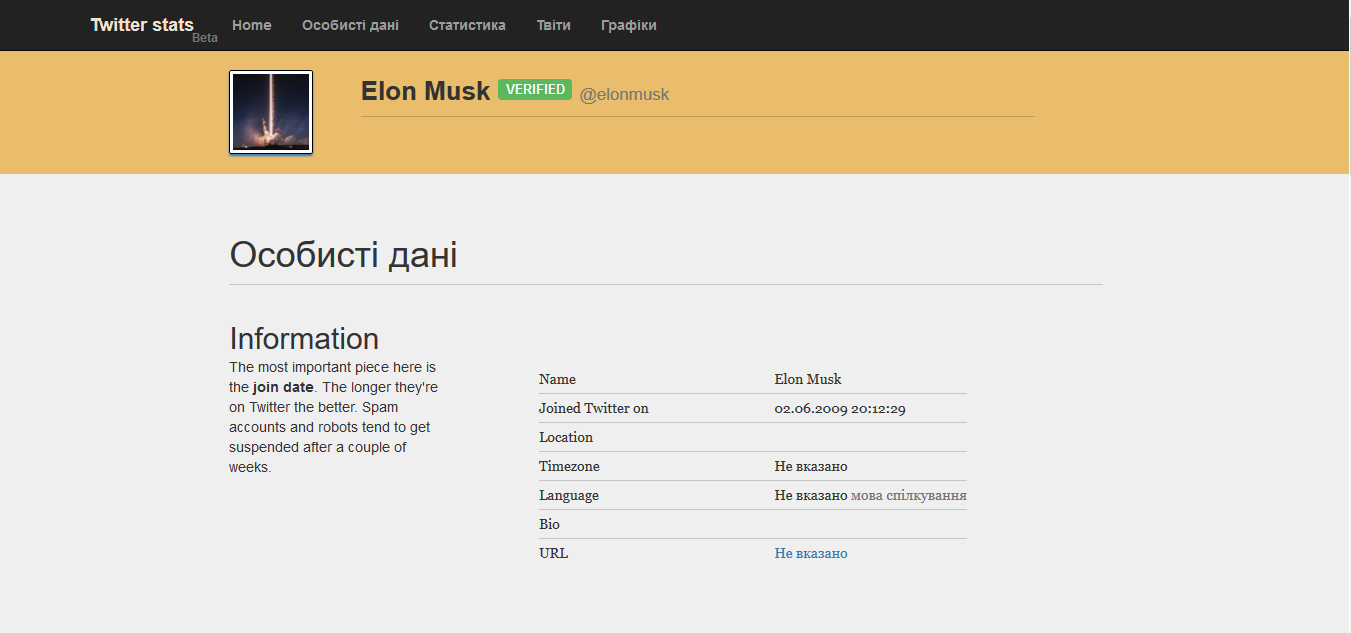 Twitter stats Beta Home Особисті дані Статистика Твіти Графіки
Elon Musk VERIFIED @elonmusk
Особисті дані
Information
The most important piece here is
the join date. The longer they're
on Twitter the better. Spam
accounts and robots tend to get
suspended after a couple of
weeks.
Name Elon Musk
Joined Twitter on 02.06.2009 20:12:29
Location
Timezone Не вказано
Language Не вказано мова спілкування
Bio
URL Не вказано